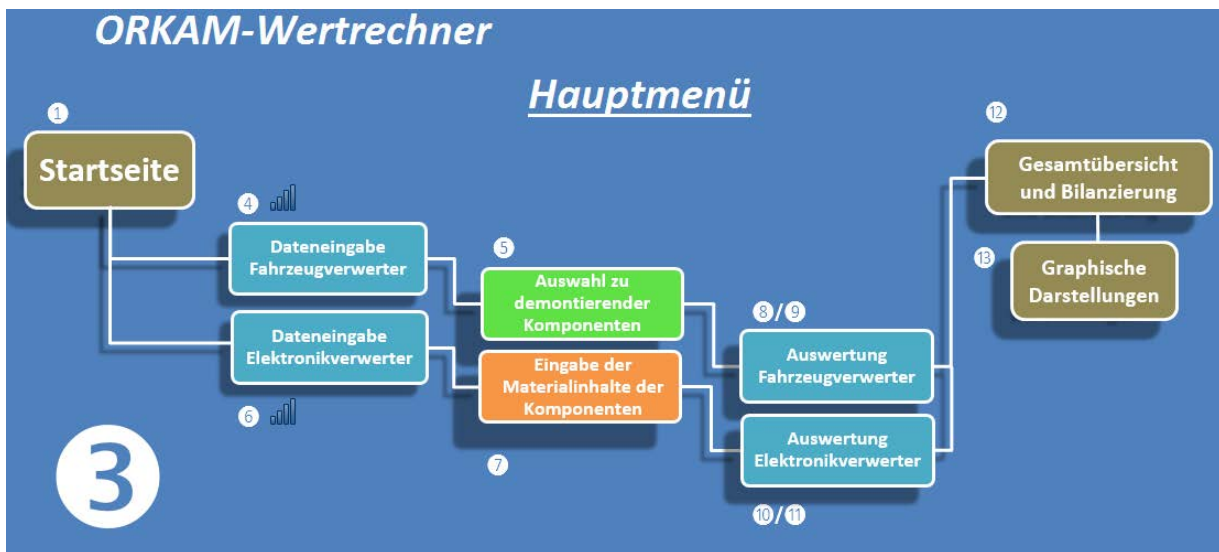 ORKAM-Wertrechner
Hauptmenü
1
Startseite
4
Dateneingabe
Fahrzeugverwerter
Dateneingabe
Elektronikverwerter
6
5
Auswahl zu
demontierender
Komponenten
Eingabe der
Materialinhalte der
Komponenten
7
8/9
Auswertung
Fahrzeugverwerter
Auswertung
Elektronikverwerter
10/11
12
Gesamtübersicht
und Bilanzierung
13
Graphische
Darstellungen
3